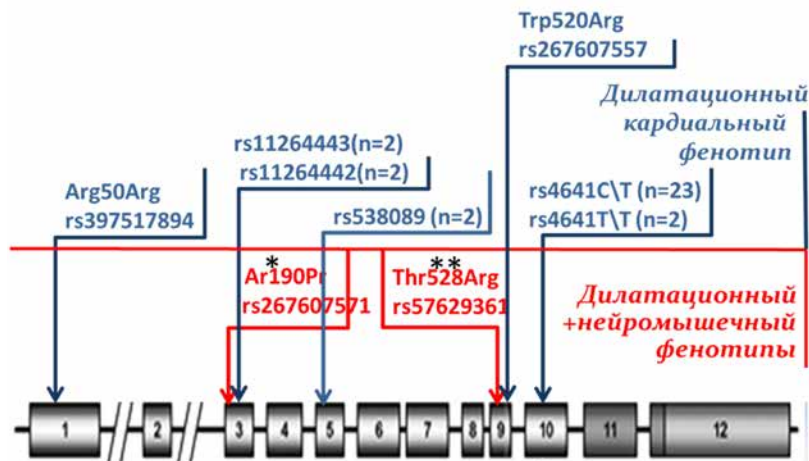 Trp520Arg
rs267607557
Дилатационный
кардиальный
фенотип
rs11264443(n=2)
rs11264442(n=2)
Arg50Arg
rs397517894
rs538089 (n=2)
rs4641C\T (n=23)
rs4641T\T (n=2)
*
Ar190Pr
rs267607571
**
Thr528Arg
rs57629361
Дилатационный
+нейромышечный
фенотипы
1 2 3 4 5 6 7 8 9 10 11 12